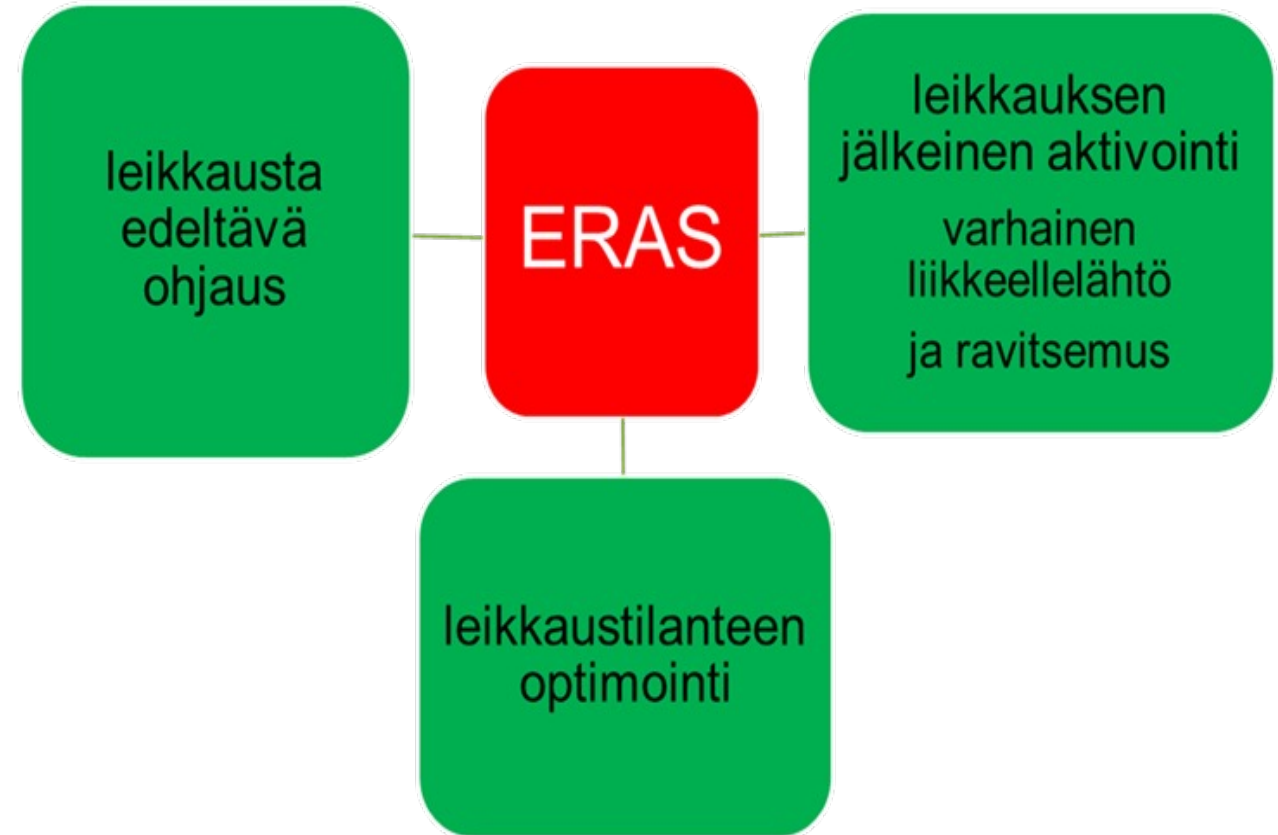 leikkausta
edeltävä
ohjaus
ERAS
leikkauksen
jälkeinen aktivointi
varhainen
liikkeellelähtö
ja ravitsemus
leikkaustilanteen
optimointi